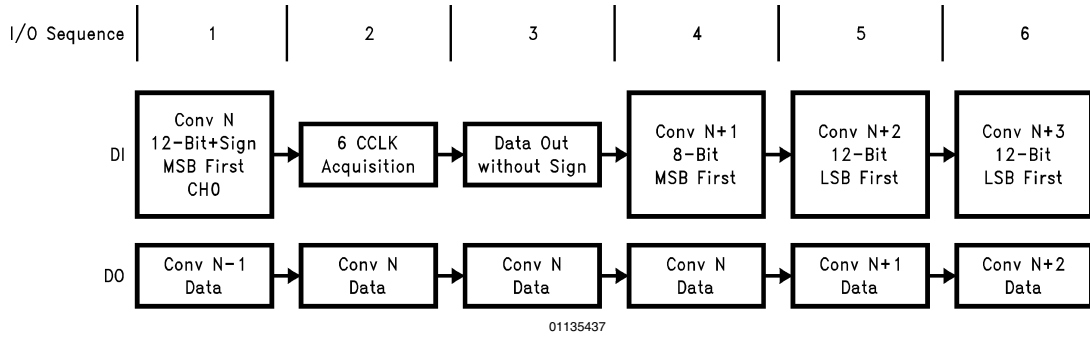 I/O Sequence 1 2 3 4 5 6
DI
Conv N
12-Bit+Sign
MSB First
CH0
6 CCLK
Acquisition
Data Out
without Sign
Conv N+1
8-Bit
MSB First
Conv N+2
12-Bit
LSB First
Conv N+3
12-Bit
LSB First
DO
Conv N-1
Data
Conv N
Data
Conv N
Data
Conv N
Data
Conv N+1
Data
Conv N+2
Data
01135437